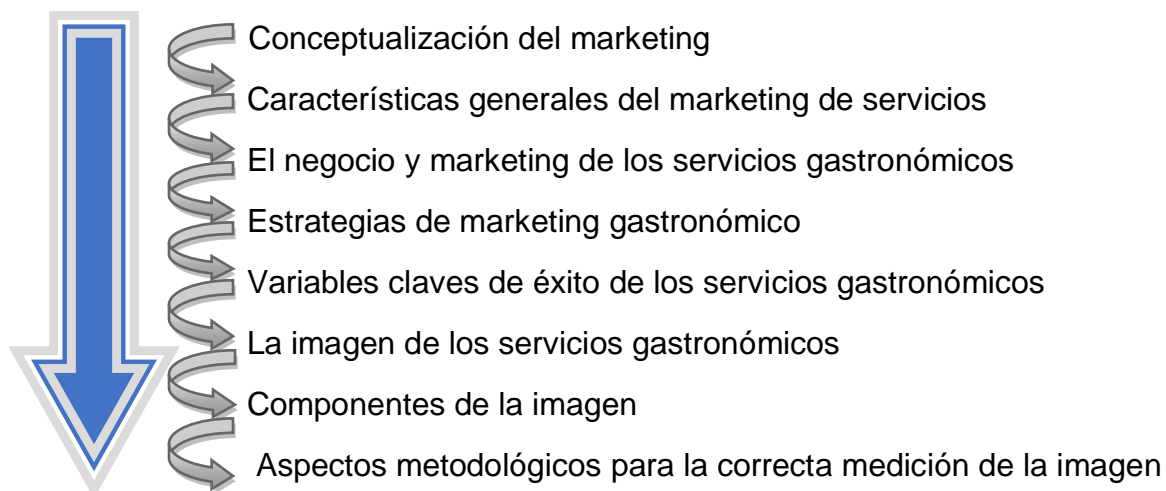 Conceptualización del marketing
Características generales del marketing de servicios
El negocio y marketing de los servicios gastronómicos
Estrategias de marketing gastronómico
Variables claves de éxito de los servicios gastronómicos
La imagen de los servicios gastronómicos
Componentes de la imagen
Aspectos metodológicos para la correcta medición de la imagen